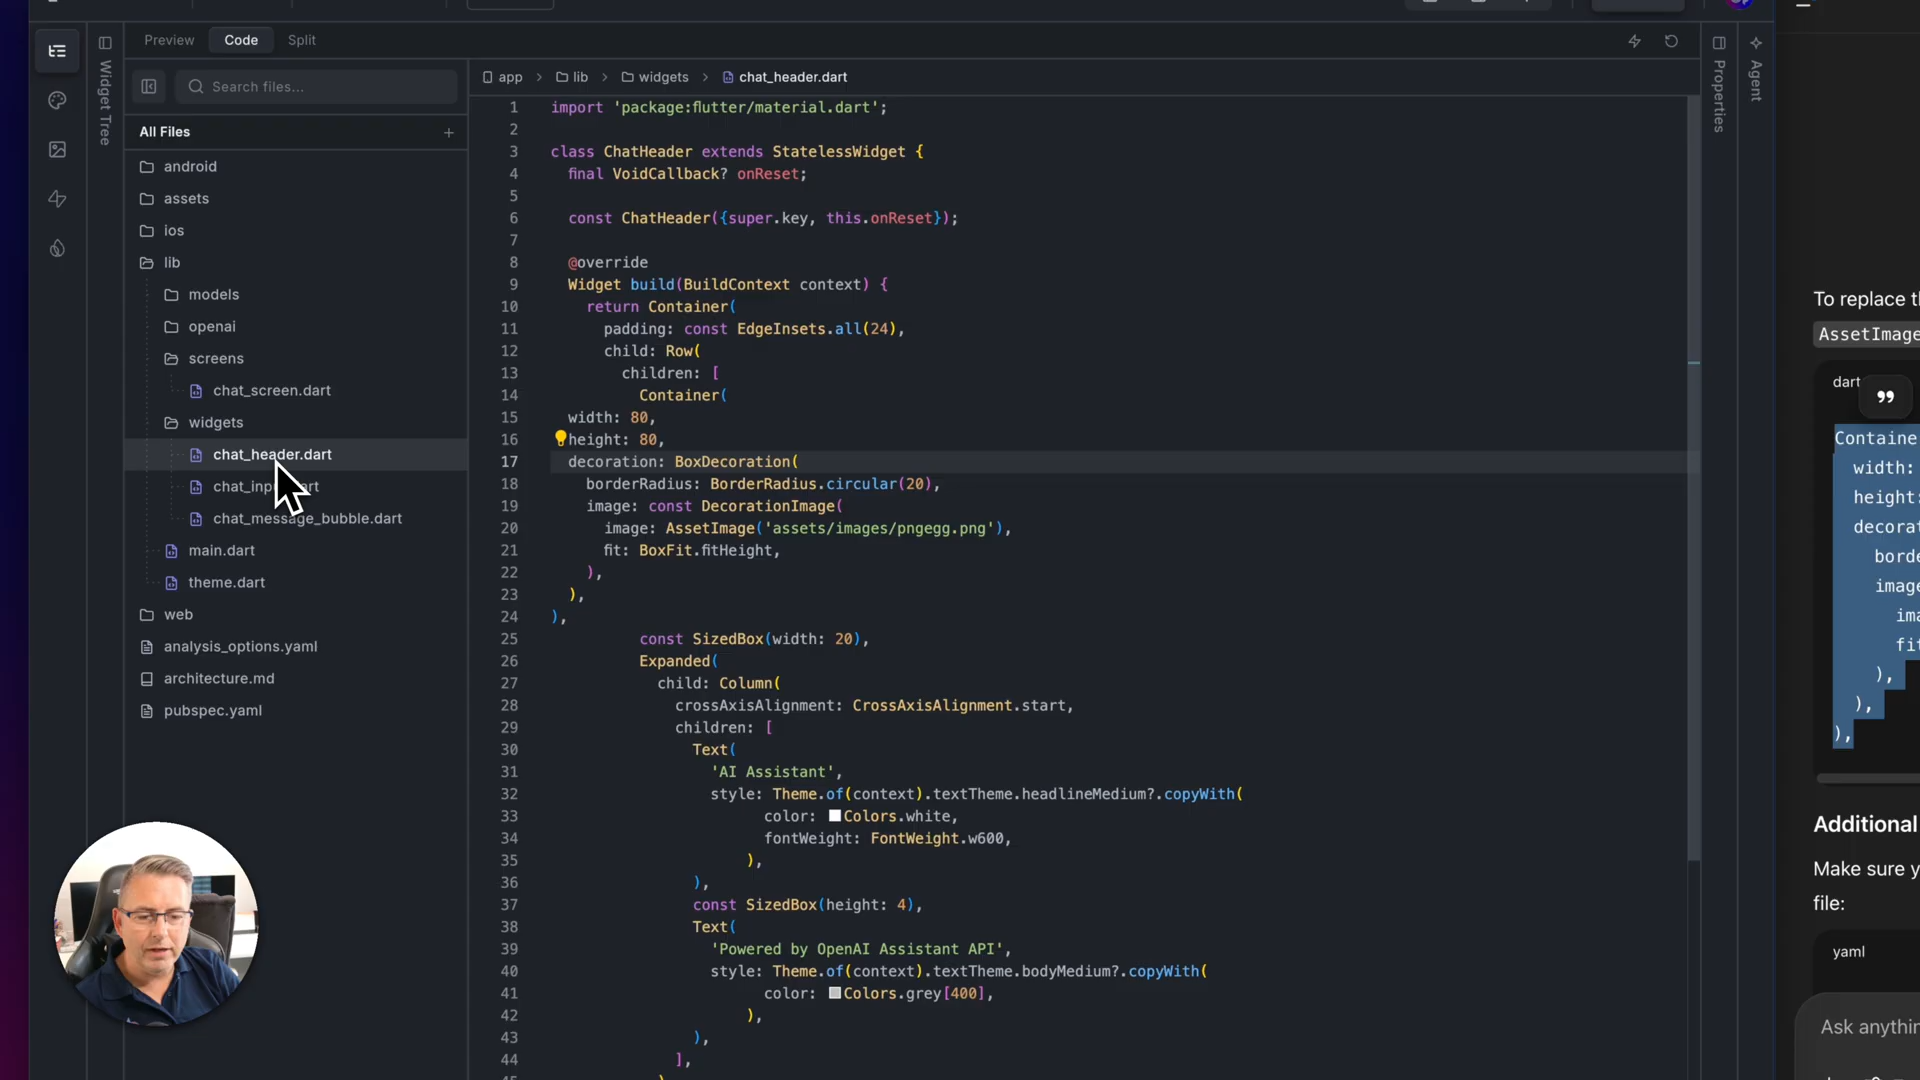 Preview
Code
Split
Widget Tree
Search files...
All Files
+
android
assets
ios
lib
models
openai
screens
chat_screen.dart
widgets
chat_header.dart
chat_inp
rt
chat_message_bubble.dart
main.dart
theme.dart
web
analysis_options.yaml
architecture.md
pubspec.yaml
app > lib > widgets > chat_header.dart
1 import 'package:flutter/material.dart';
2
3 class ChatHeader extends StatelessWidget {
4 final VoidCallback? onReset;
5
6 const ChatHeader({super.key, this.onReset});
7
8 @override
9 Widget build(BuildContext context) {
10 return Container(
11 padding: const EdgeInsets.all(24),
12 child: Row(
13 children: [
14 Container(
15 width: 80,
16 height: 80,
17 decoration: BoxDecoration(
18 borderRadius: BorderRadius.circular(20),
19 image: const DecorationImage(
20 image: AssetImage('assets/images/pngegg.png'),
21 fit: BoxFit.fitHeight,
22 ),
23 ),
24 ),
25 const SizedBox(width: 20),
26 Expanded(
27 child: Column(
28 crossAxisAlignment: CrossAxisAlignment.start,
29 children: [
30 Text(
31 'AI Assistant',
32 style: Theme.of(context).textTheme.headlineMedium?.copyWith(
33 color: Colors.white,
34 fontWeight: FontWeight.w600,
35 ),
36 ),
37 const SizedBox(height: 4),
38 Text(
39 'Powered by OpenAI Assistant API',
40 style: Theme.of(context).textTheme.bodyMedium?.copyWith(
41 color: Colors.grey[400],
42 ),
43 ),
44 ],
Properties
Agent
To replace th
AssetImage
dart
Containe
width:
height:
decorat
borde
image
ima
fit
),
),
),
Additional
Make sure y
file:
yaml
Ask anythin